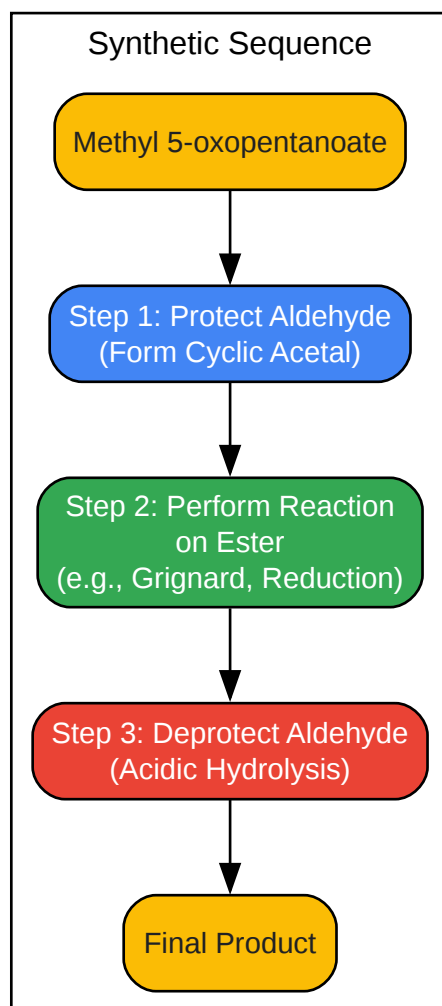 Synthetic Sequence
Methyl 5-oxopentanoate
Step 1: Protect Aldehyde
(Form Cyclic Acetal)
Step 2: Perform Reaction
on Ester
(e.g., Grignard, Reduction)
Step 3: Deprotect Aldehyde
(Acidic Hydrolysis)
Final Product